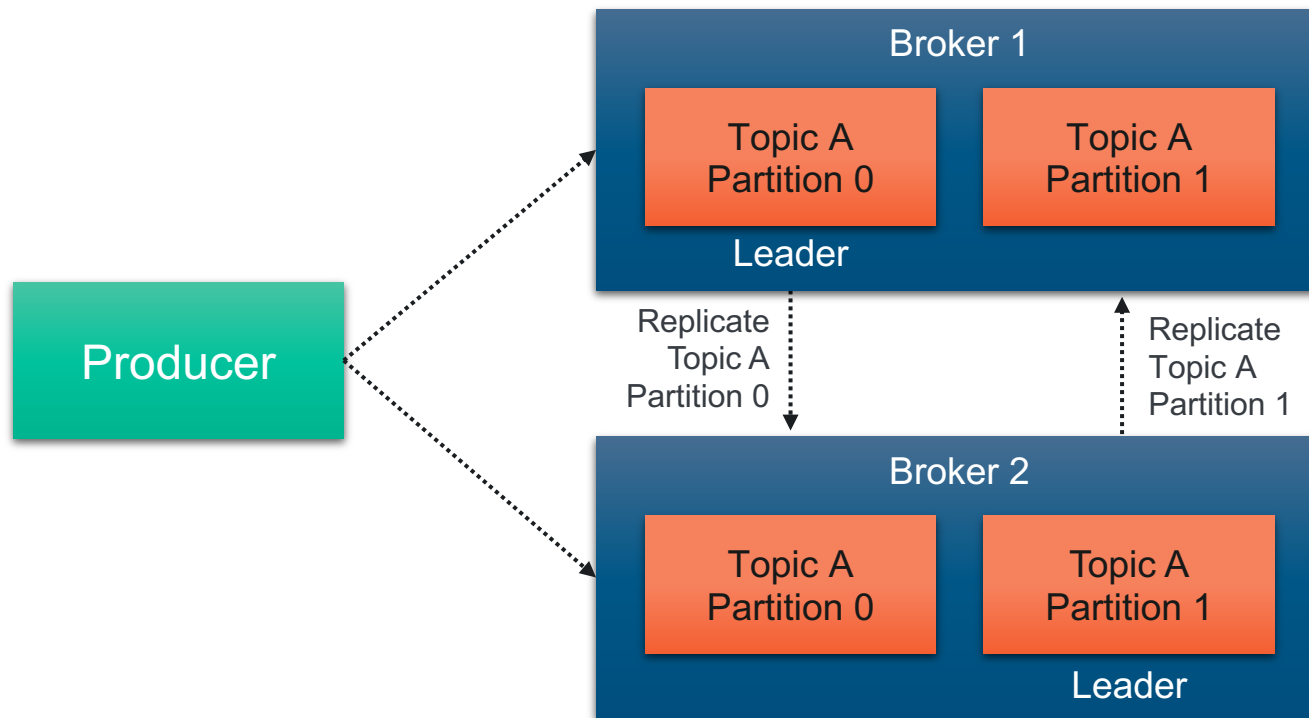 Broker 1
Topic A
Partition 0
Topic A
Partition 1
Leader
Producer
Replicate
Topic A
Partition 0
Replicate
Topic A
Partition 1
Broker 2
Topic A
Partition 0
Topic A
Partition 1
Leader